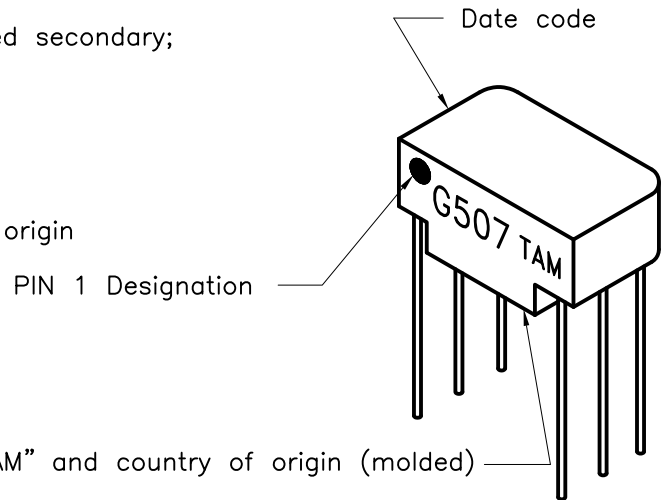 Date code
ed secondary;
origin
G507 TAM
PIN 1 Designation
AM” and country of origin (molded)